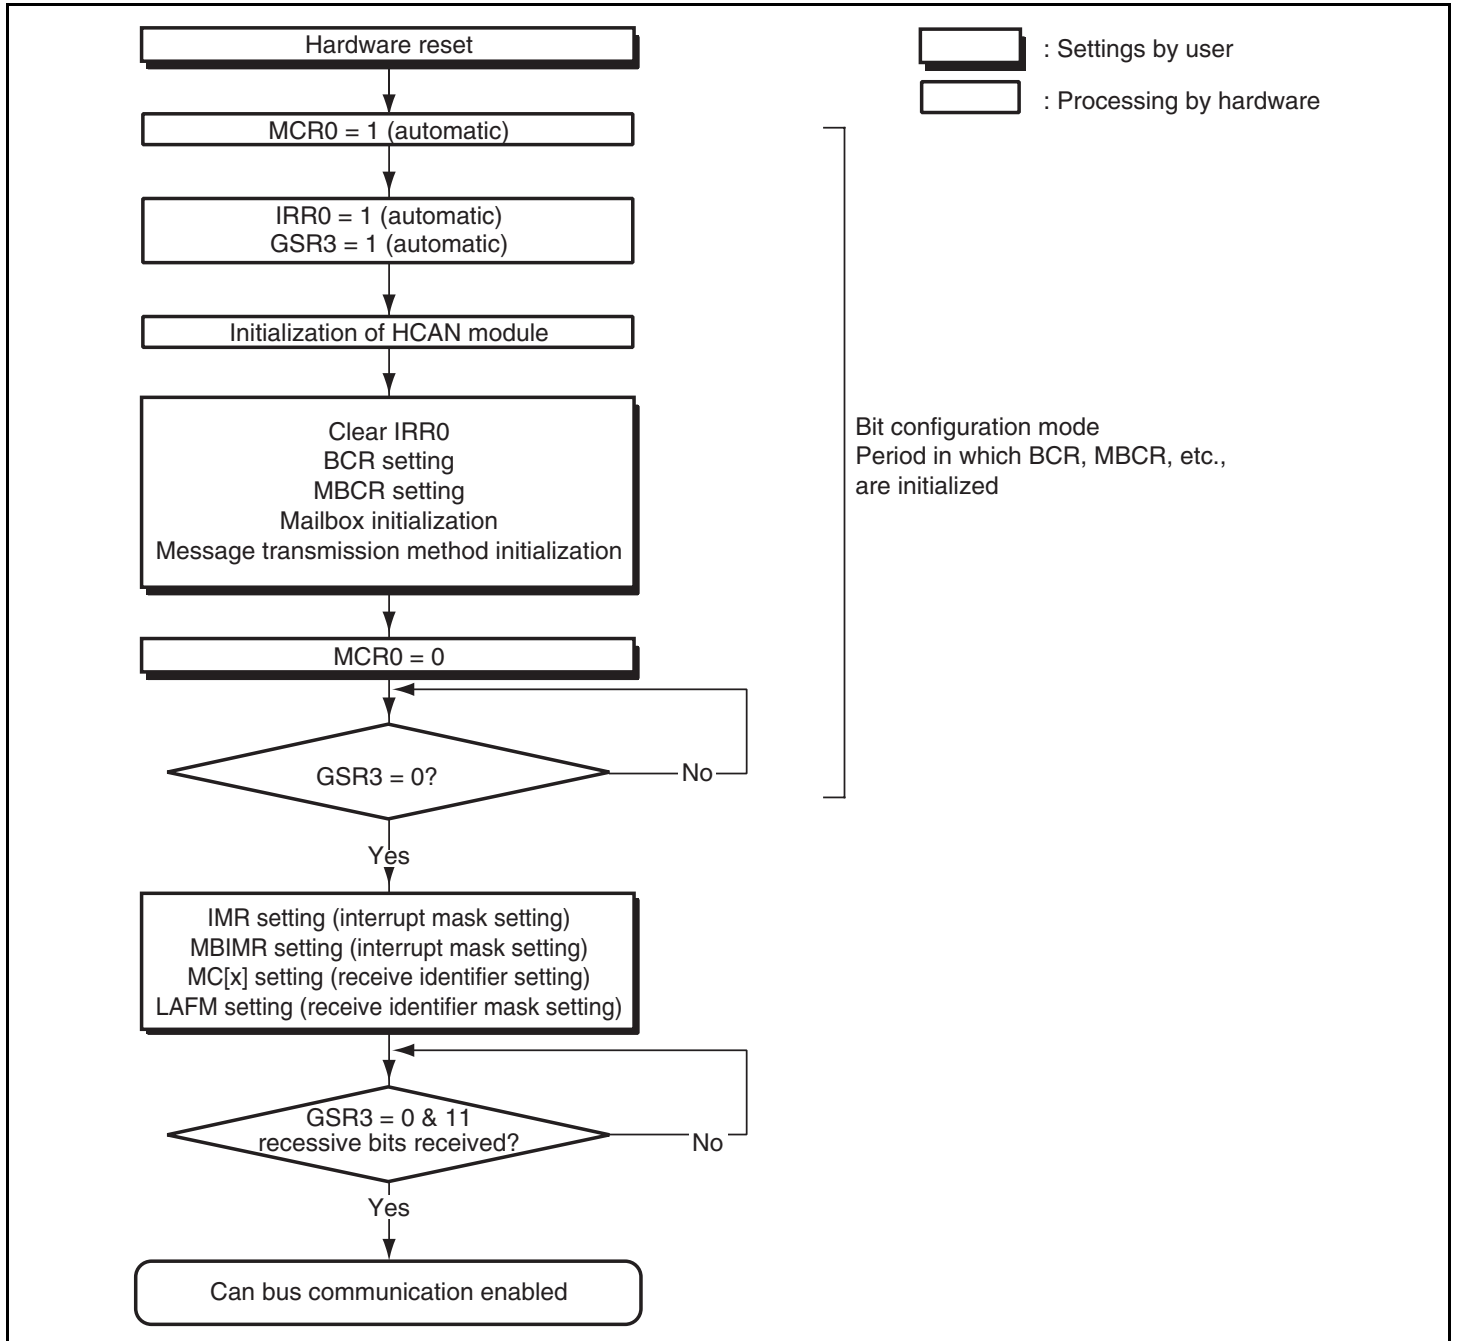 Hardware reset
: Settings by user
: Processing by hardware
MCR0 = 1 (automatic)
IRR0 = 1 (automatic)
GSR3 = 1 (automatic)
Initialization of HCAN module
Clear IRR0
BCR setting
MBCR setting
Mailbox initialization
Message transmission method initialization
Bit configuration mode
Period in which BCR, MBCR, etc.,
are initialized
MCR0 = 0
GSR3 = 0?
No
Yes
IMR setting (interrupt mask setting)
MBIMR setting (interrupt mask setting)
MC[x] setting (receive identifier setting)
LAFM setting (receive identifier mask setting)
GSR3 = 0 & 11
recessive bits received?
No
Yes
Can bus communication enabled